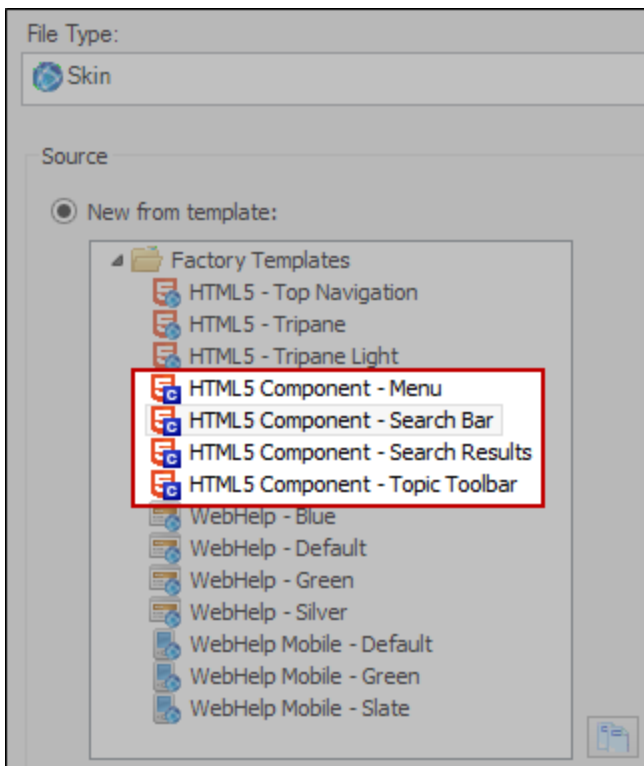 File Type:
Skin
Source
New from template:
Factory Templates
HTML5 - Top Navigation
HTML5 - Tripane
HTML5 - Tripane Light
HTML5 Component - Menu
HTML5 Component - Search Bar
HTML5 Component - Search Results
HTML5 Component - Topic Toolbar
WebHelp - Blue
WebHelp - Default
WebHelp - Green
WebHelp - Silver
WebHelp Mobile - Default
WebHelp Mobile - Green
WebHelp Mobile - Slate